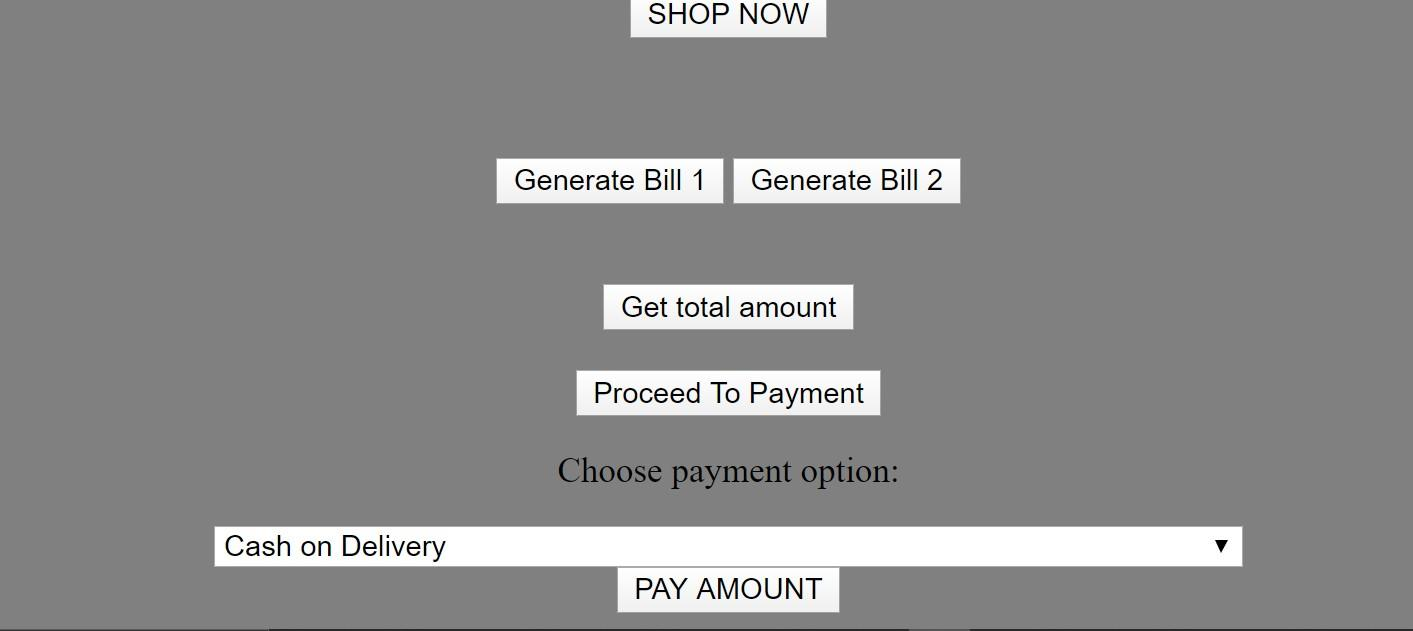 SHOP NOW
Generate Bill 1 Generate Bill 2
Get total amount
Proceed To Payment
Choose payment option:
Cash on Delivery
PAY AMOUNT